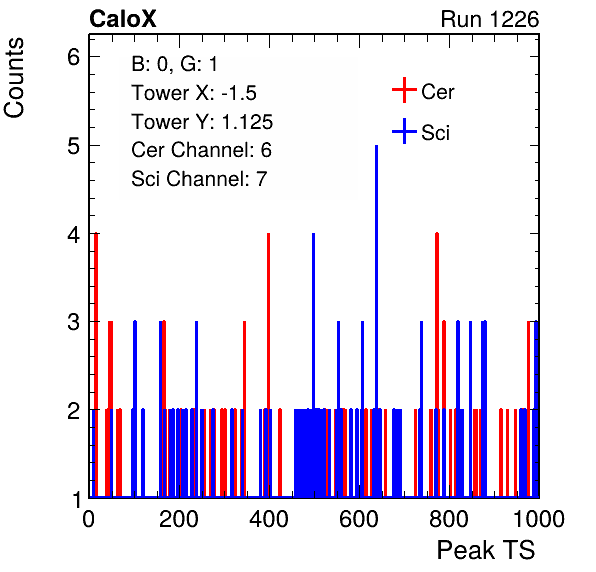 CaloX Run 1226
Counts
B: 0, G: 1
Tower X: -1.5
Tower Y: 1.125
Cer Channel: 6
Sci Channel: 7
Cer
Sci
6
5
4
3
2
1
0 200 400 600 800 1000
Peak TS